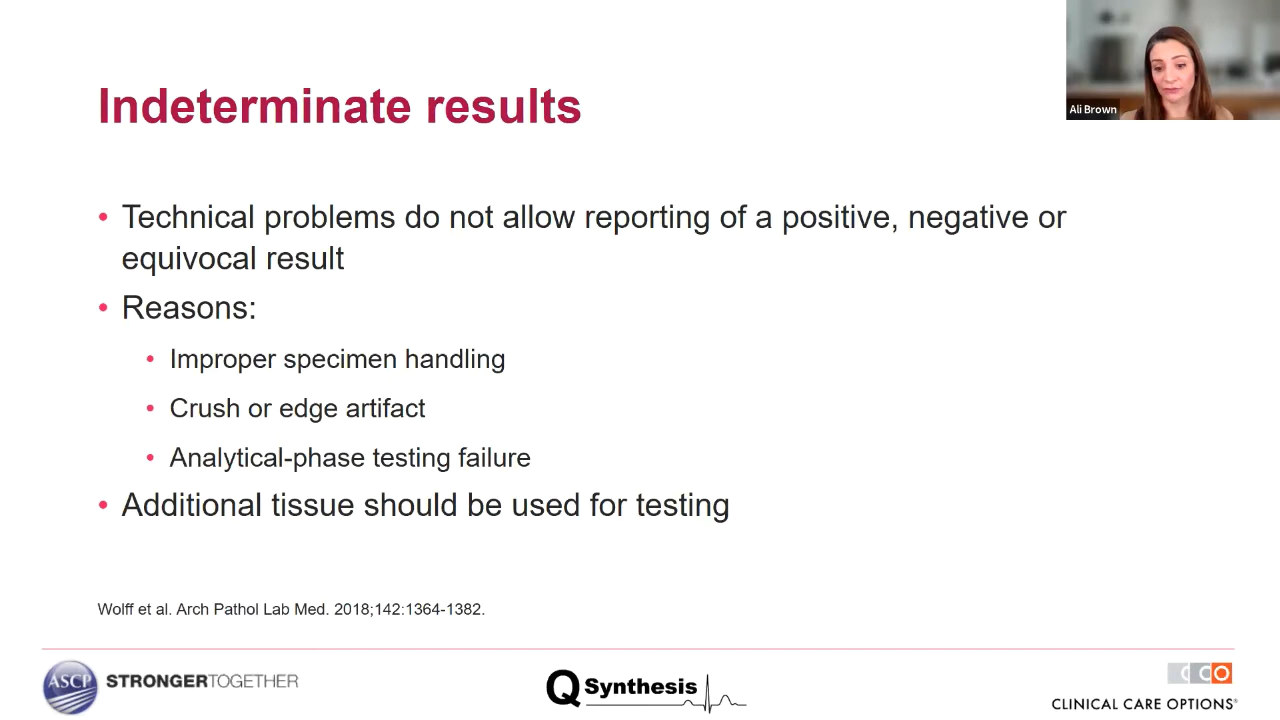 Ali Brown
Indeterminate results
• Technical problems do not allow reporting of a positive, negative or
equivocal result
• Reasons:
• Improper specimen handling
• Crush or edge artifact
• Analytical-phase testing failure
• Additional tissue should be used for testing
Wolff et al. Arch Pathol Lab Med. 2018;142:1364-1382.
ASCP STRONGERTOGETHER
Q Synthesis
CCO
CLINICAL CARE OPTIONS®